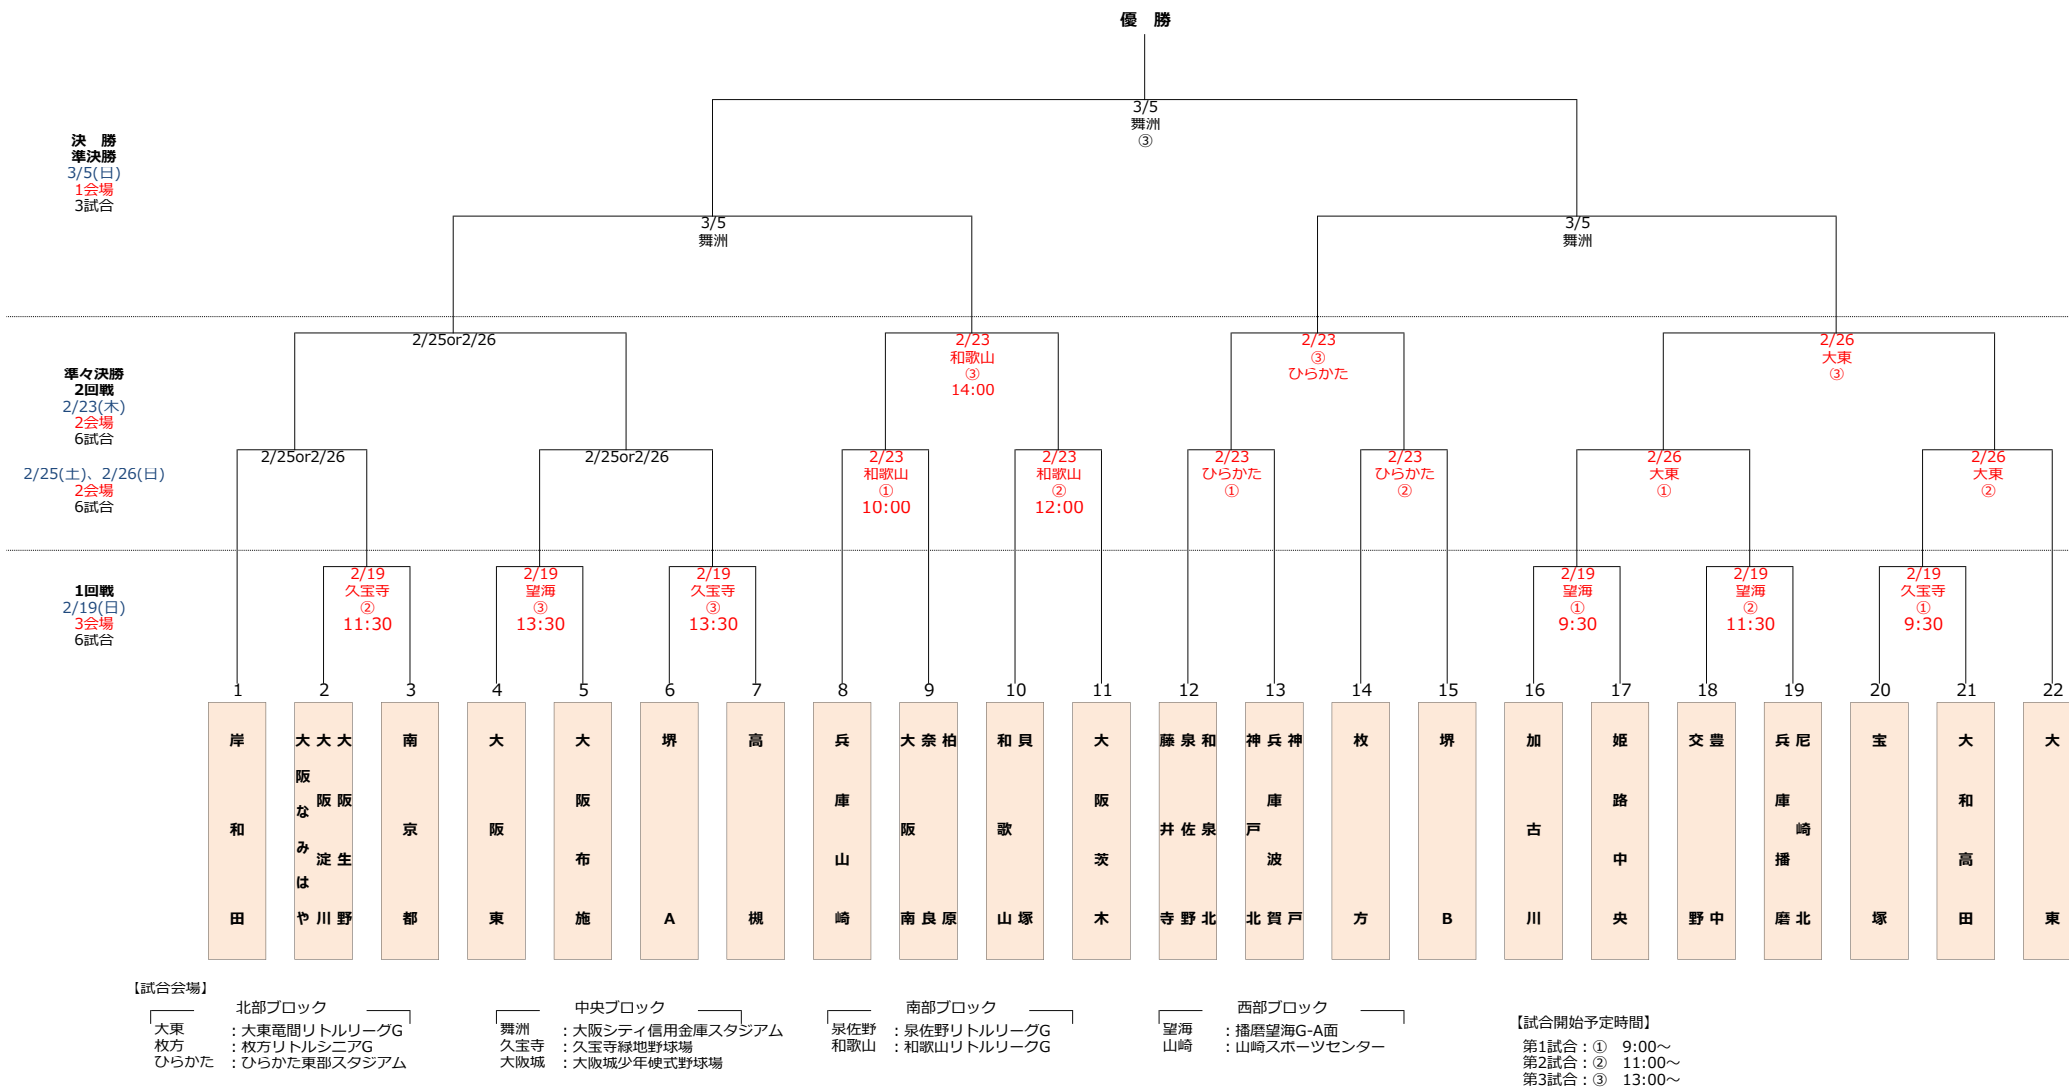 優　勝
3/5
舞洲
③
決　勝
準決勝
3/5(日)
1会場
3試合
3/5
舞洲
3/5
舞洲
準々決勝
2回戦
2/23(木)
2会場
6試合
2/25(土)、2/26(日)
2会場
6試合
2/25or2/26
2/23
和歌山
③
14:00
2/23
③
ひらかた
2/26
大東
③
2/25or2/26
2/25or2/26
2/23
和歌山
①
10:00
2/23
和歌山
②
12:00
2/23
ひらかた
①
2/23
ひらかた
②
2/26
大東
①
2/26
大東
②
1回戦
2/19(日)
3会場
6試合
2/19
久宝寺
②
11:30
2/19
望海
③
13:30
2/19
久宝寺
③
13:30
2/19
望海
①
9:30
2/19
望海
②
11:30
2/19
久宝寺
①
9:30
1
岸和田
2
大阪なみはや
大阪淀川
大阪生野
3
南京都
4
大阪東
5
大阪布施
6
堺A
7
高槻
8
兵庫山崎
9
大阪南
奈良
柏原
10
和歌山
貝塚
11
大阪茨木
12
藤井寺
泉佐野
和泉北
13
神戸北
兵庫波賀
神戸
14
枚方
15
堺B
16
加古川
17
姫路中央
18
交野
豊中
19
兵庫播磨
尼崎北
20
宝塚
21
大和高田
22
大東
【試合会場】
北部ブロック
大東　：大東竜間リトルリーグG
枚方　：枚方リトルシニアG
ひらかた　：ひらかた東部スタジアム
中央ブロック
舞洲　：大阪シティ信用金庫スタジアム
久宝寺　：久宝寺緑地野球場
大阪城　：大阪城少年硬式野球場
南部ブロック
泉佐野　：泉佐野リトルリーグG
和歌山　：和歌山リトルリーグG
西部ブロック
望海　：播磨望海G-A面
山崎　：山崎スポーツセンター
【試合開始予定時間】
第1試合：①　9:00～
第2試合：②　11:00～
第3試合：③　13:00～